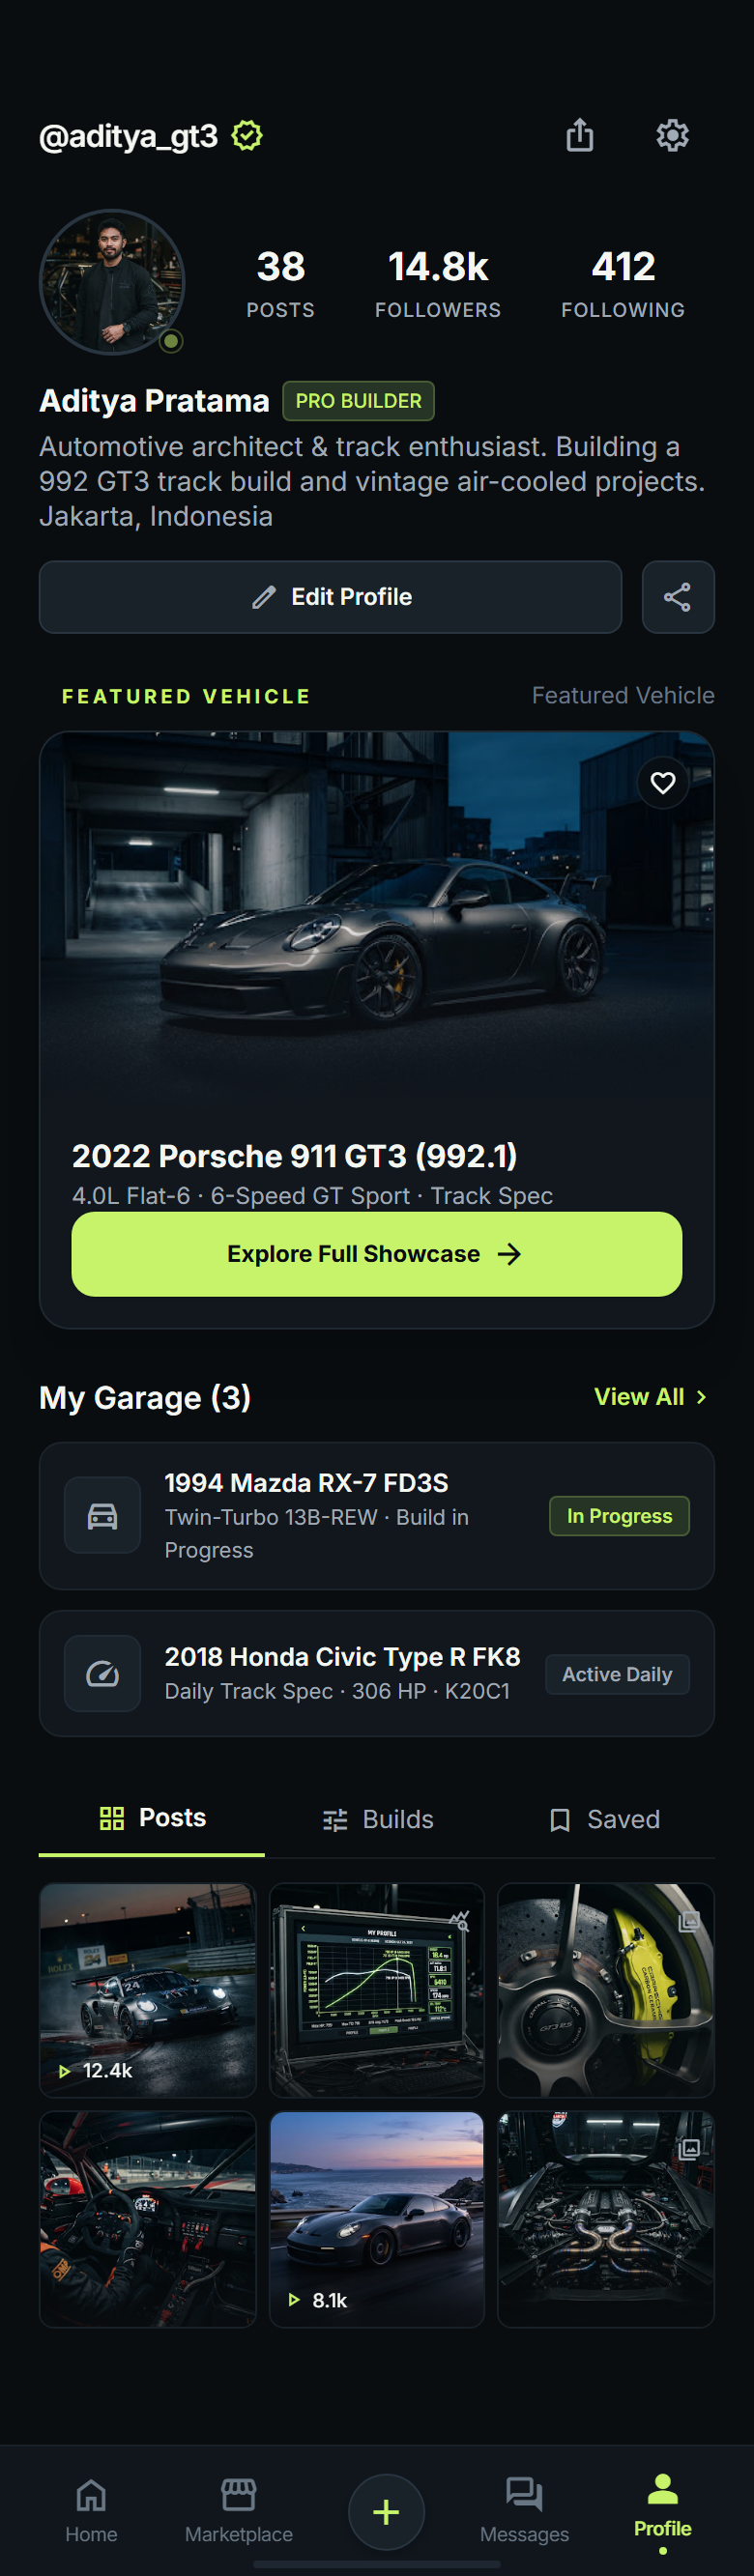 @aditya_gt3
38
14.8k
412
POSTS
FOLLOWERS
FOLLOWING
Aditya Pratama
PRO BUILDER
Automotive architect & track enthusiast. Building a
992 GT3 track build and vintage air-cooled projects.
Jakarta, Indonesia
Edit Profile
FEATURED VEHICLE
Featured Vehicle
2022 Porsche 911 GT3 (992.1)
4.0L Flat-6 · 6-Speed GT Sport · Track Spec
Explore Full Showcase
My Garage (3)
View All
1994 Mazda RX-7 FD3S
Twin-Turbo 13B-REW · Build in
Progress
In Progress
2018 Honda Civic Type R FK8
Daily Track Spec · 306 HP · K20C1
Active Daily
Posts
Builds
Saved
ROLEX
24
12.4k
MY PROFILE
8.1k
Home
Marketplace
Messages
Profile